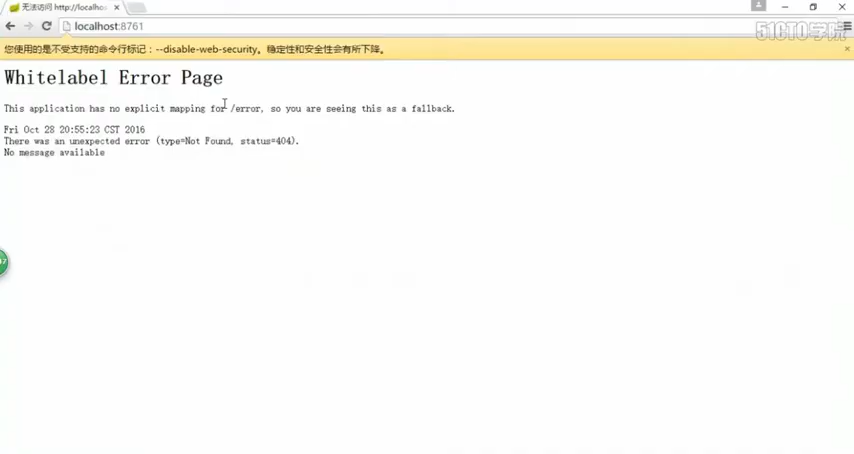 无法访问 http://localhos
localhost:8761
51CTO学院
您使用的是不受支持的命令行标记：--disable-web-security。稳定性和安全性会有所下降。
Whitelabel Error Page
This application has no explicit mapping for /error, so you are seeing this as a fallback.
Fri Oct 28 20:55:23 CST 2016
There was an unexpected error (type=Not Found, status=404).
No message available